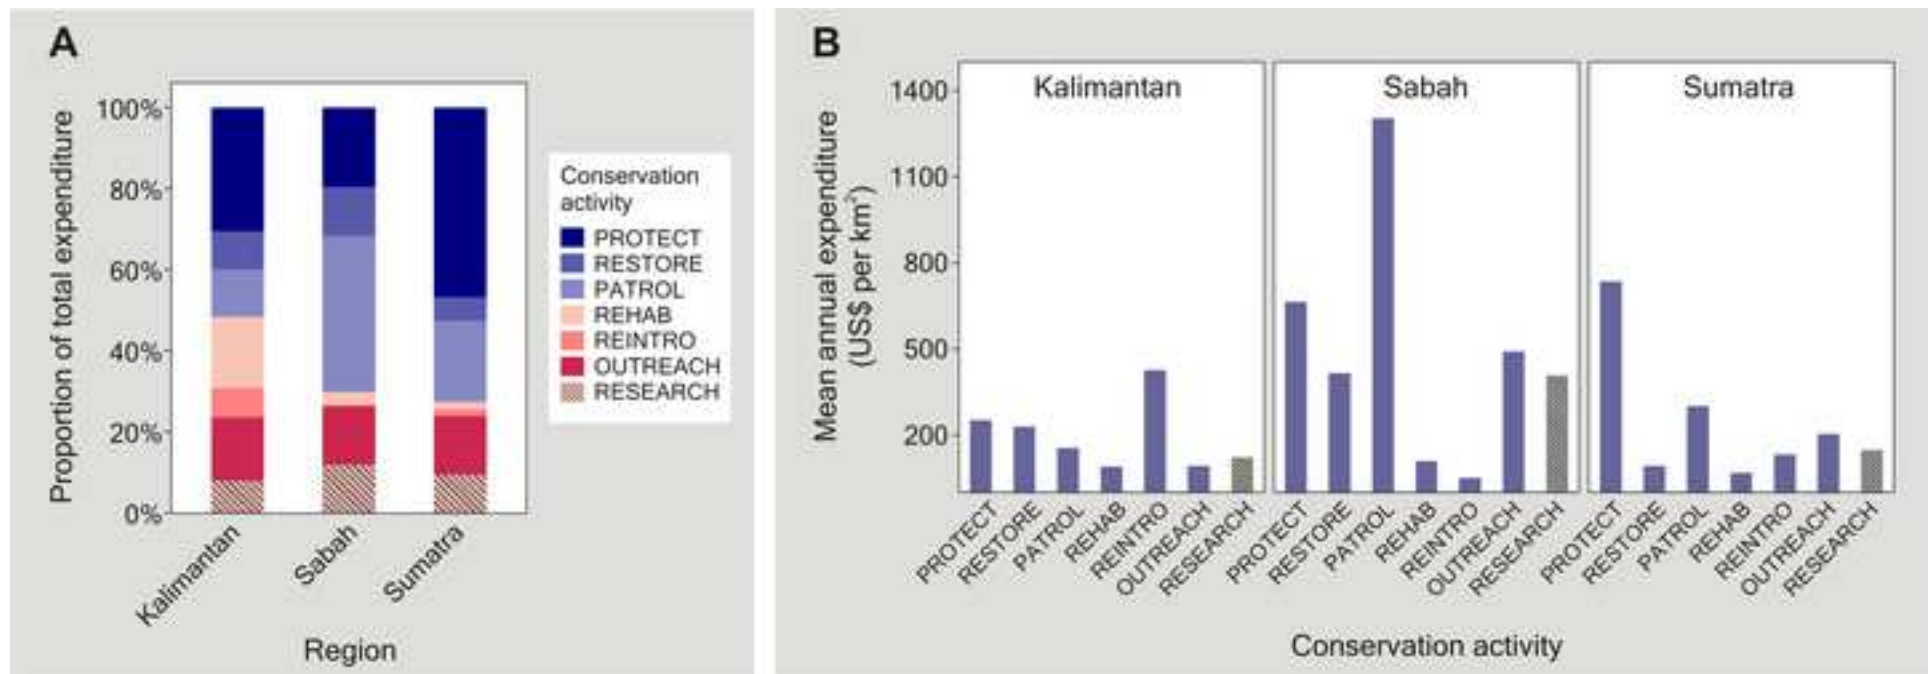 A
Proportion of total expenditure
100%
80%
60%
40%
20%
0%
Kalimantan
Sabah
Sumatra
Region
Conservation
activity
PROTECT
RESTORE
PATROL
REHAB
REINTRO
OUTREACH
RESEARCH
B
Mean annual expenditure
(US$ per km²)
1400
1100
800
500
200
Kalimantan
Sabah
Sumatra
PROTECT
RESTORE
PATROL
REHAB
REINTRO
OUTREACH
RESEARCH
PROTECT
RESTORE
PATROL
REHAB
REINTRO
OUTREACH
RESEARCH
PROTECT
RESTORE
PATROL
REHAB
REINTRO
OUTREACH
RESEARCH
Conservation activity